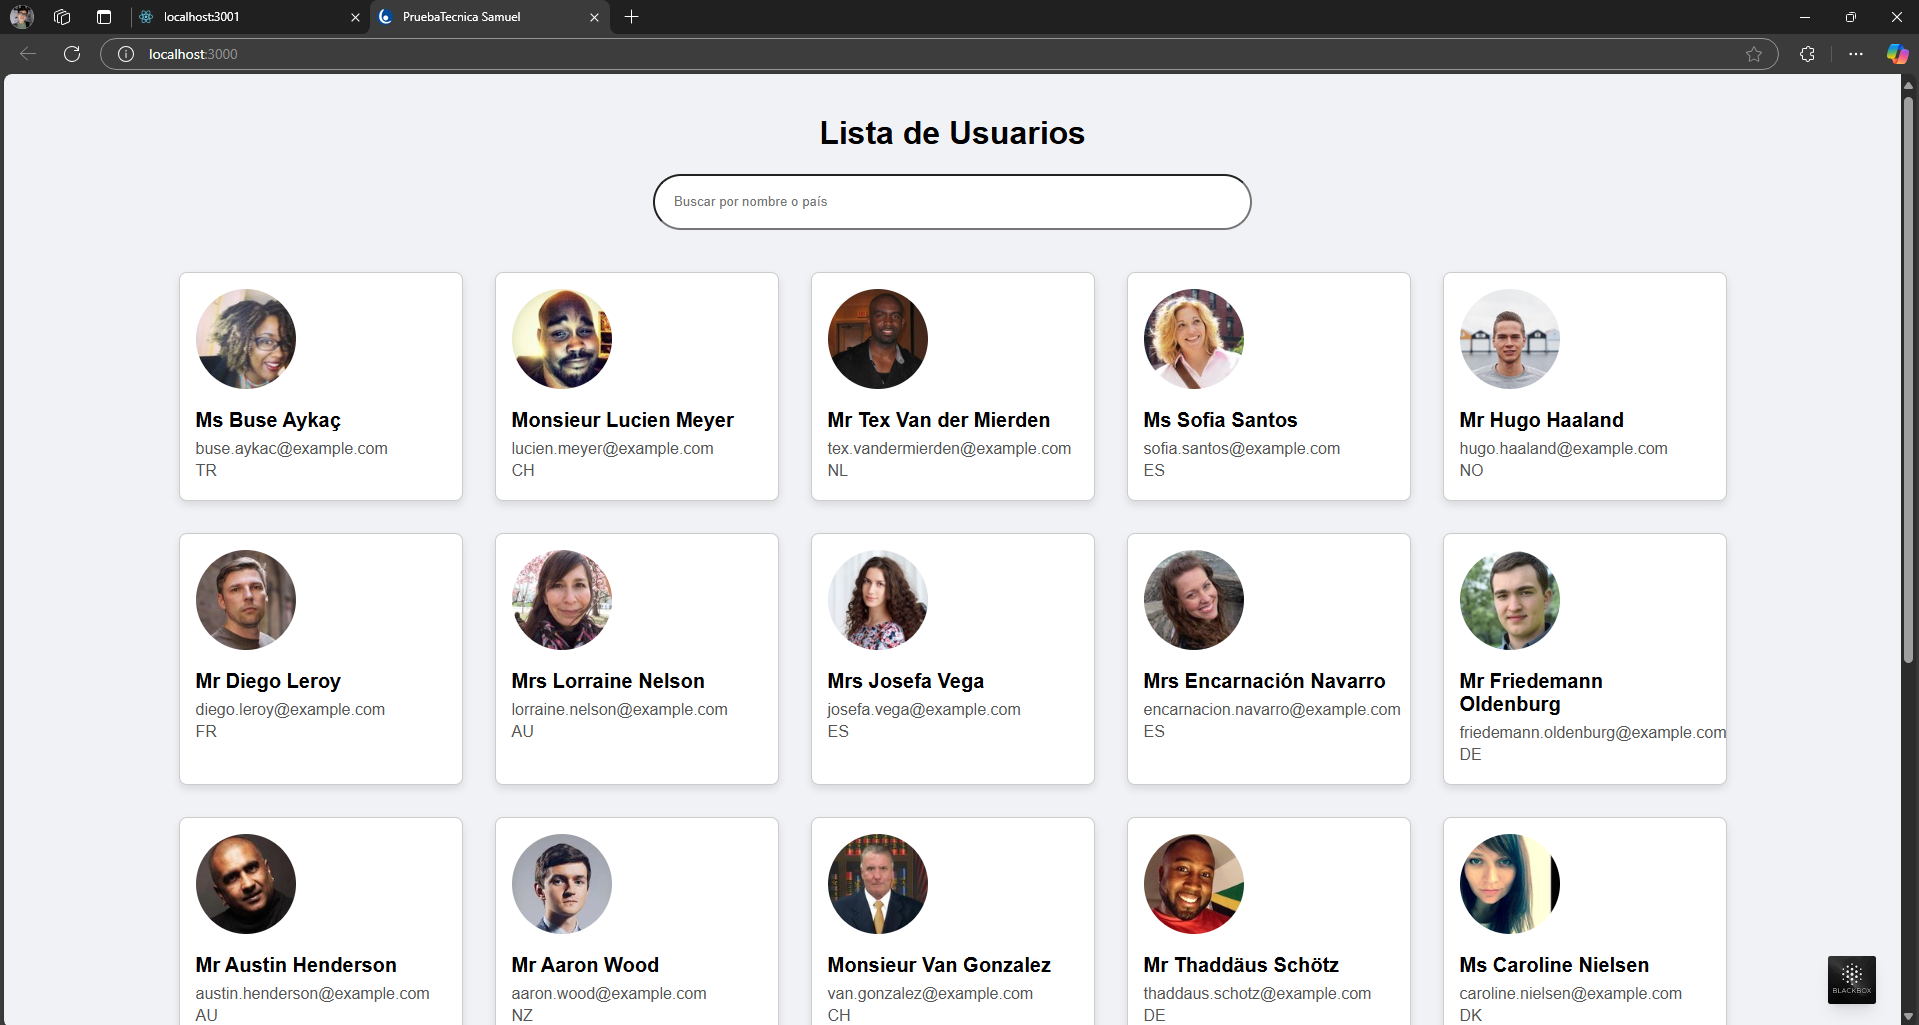 localhost:3001
PruebaTecnica Samuel
localhost:3000
Lista de Usuarios
Buscar por nombre o país
Ms Buse Aykaç
buse.aykac@example.com
TR
Monsieur Lucien Meyer
lucien.meyer@example.com
CH
Mr Tex Van der Mierden
tex.vandermierden@example.com
NL
Ms Sofia Santos
sofia.santos@example.com
ES
Mr Hugo Haaland
hugo.haaland@example.com
NO
Mr Diego Leroy
diego.leroy@example.com
FR
Mrs Lorraine Nelson
lorraine.nelson@example.com
AU
Mrs Josefa Vega
josefa.vega@example.com
ES
Mrs Encarnación Navarro
encarnacion.navarro@example.com
ES
Mr Friedemann
Oldenburg
friedemann.oldenburg@example.com
DE
Mr Austin Henderson
austin.henderson@example.com
AU
Mr Aaron Wood
aaron.wood@example.com
NZ
Monsieur Van Gonzalez
van.gonzalez@example.com
CH
Mr Thaddäus Schötz
thaddaus.schotz@example.com
DE
Ms Caroline Nielsen
caroline.nielsen@example.com
DK
BLACKBOX